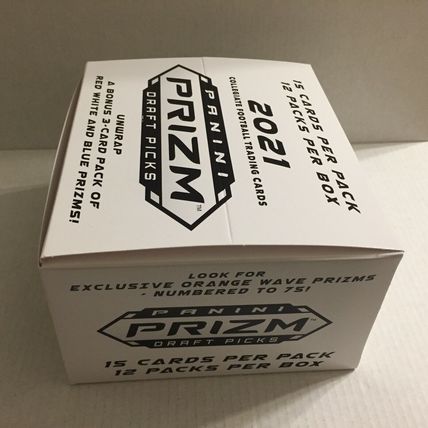 15 CARDS PER PACK
12 PACKS PER BOX
2021
COLLEGIATE FOOTBALL TRADING CARDS
PANINI
PRIZM™
DRAFT PICKS
UNWRAP
A BONUS 3-CARD PACK OF
RED WHITE AND BLUE PRIZMS!
LOOK FOR
EXCLUSIVE ORANGE WAVE PRIZMS
- NUMBERED TO 75!
PANINI
PRIZM™
DRAFT PICKS
15 CARDS PER PACK
12 PACKS PER BOX